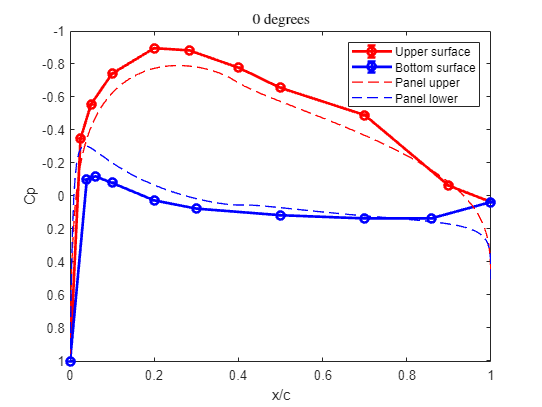 0 degrees
-1
-0.8
-0.6
-0.4
-0.2
0
0.2
0.4
0.6
0.8
1
Cp
Upper surface
Bottom surface
Panel upper
Panel lower
0 0.2 0.4 0.6 0.8 1
x/c